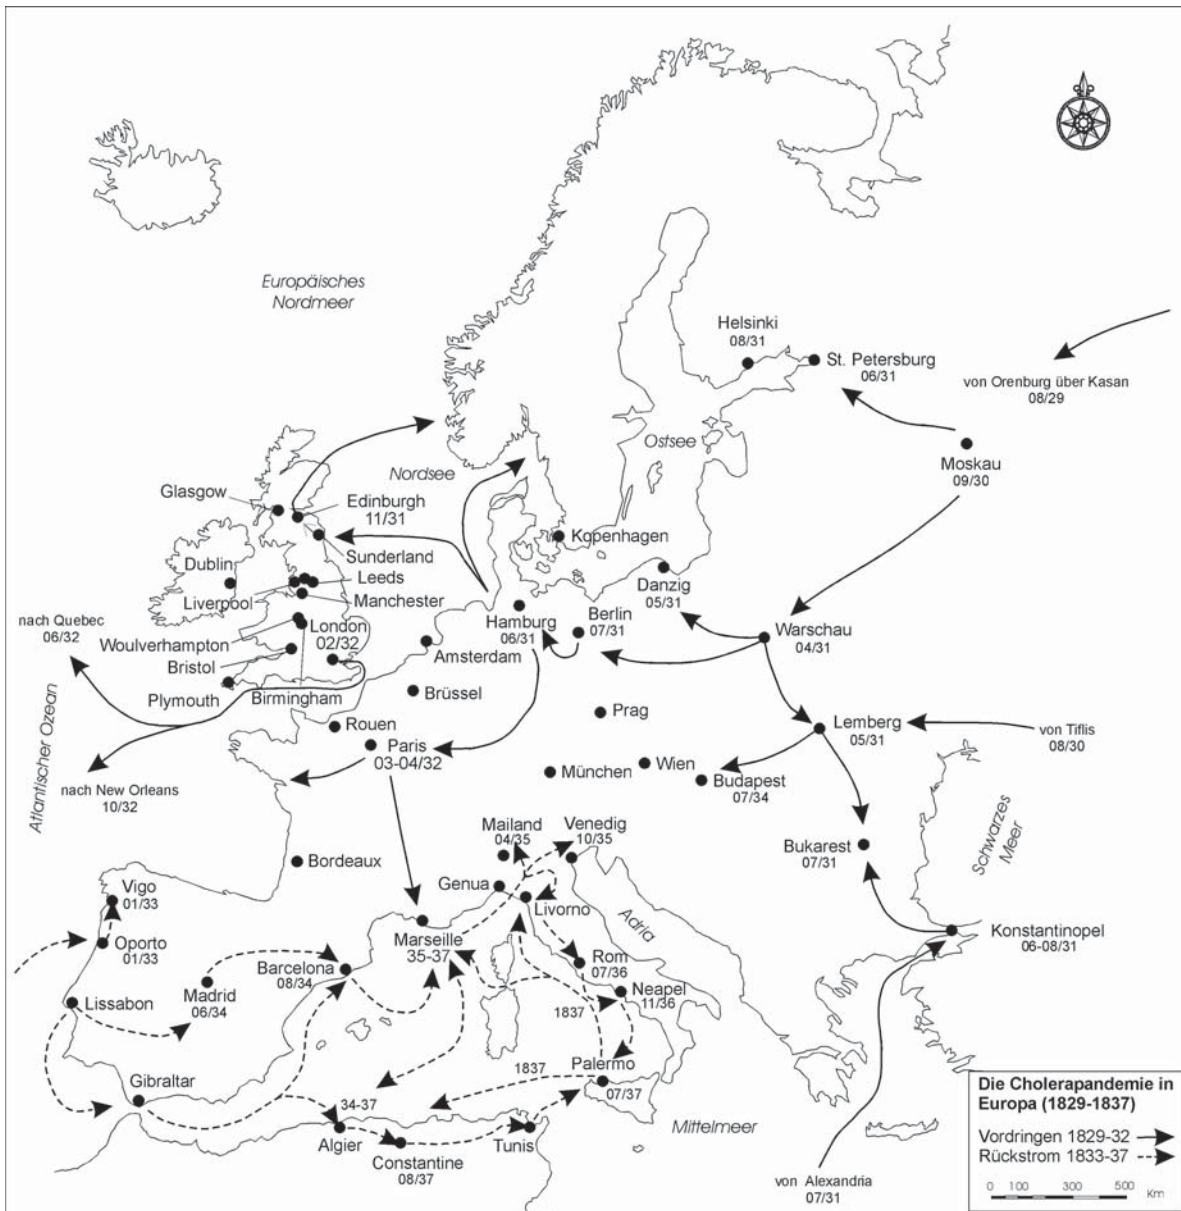 Europäisches
Nordmeer
Helsinki
08/31
St. Petersburg
06/31
von Orenburg über Kasan
08/29
Ostsee
Moskau
09/30
Nordsee
Glasgow
Edinburgh
11/31
Sunderland
Kopenhagen
Dublin
Leeds
Liverpool
Manchester
Danzig
05/31
nach Quebec
06/32
Woulverhampton
London
02/32
Hamburg
06/31
Berlin
07/31
Warschau
04/31
Bristol
Amsterdam
Plymouth
Birmingham
Brüssel
Atlantischer Ozean
Rouen
Prag
Lemberg
05/31
von Tiflis
08/30
Paris
03-04/32
nach New Orleans
10/32
München
Wien
Budapest
07/34
Schwarzes
Meer
Mailand
04/35
Venedig
10/35
Bukarest
07/31
Bordeaux
Genua
Vigo
01/33
Livorno
Adria
Oporto
01/33
Marseille
35-37
Konstantinopel
06-08/31
Barcelona
08/34
Rom
07/36
Madrid
06/34
Neapel
11/36
Lissabon
1837
Gibraltar
1837
Palermo
07/37
34-37
Algier
Constantine
08/37
Tunis
Mittelmeer
von Alexandria
07/31
Die Cholerapandemie in
Europa (1829-1837)
Vordringen 1829-32
Rückstrom 1833-37
0 100 300 500
Km